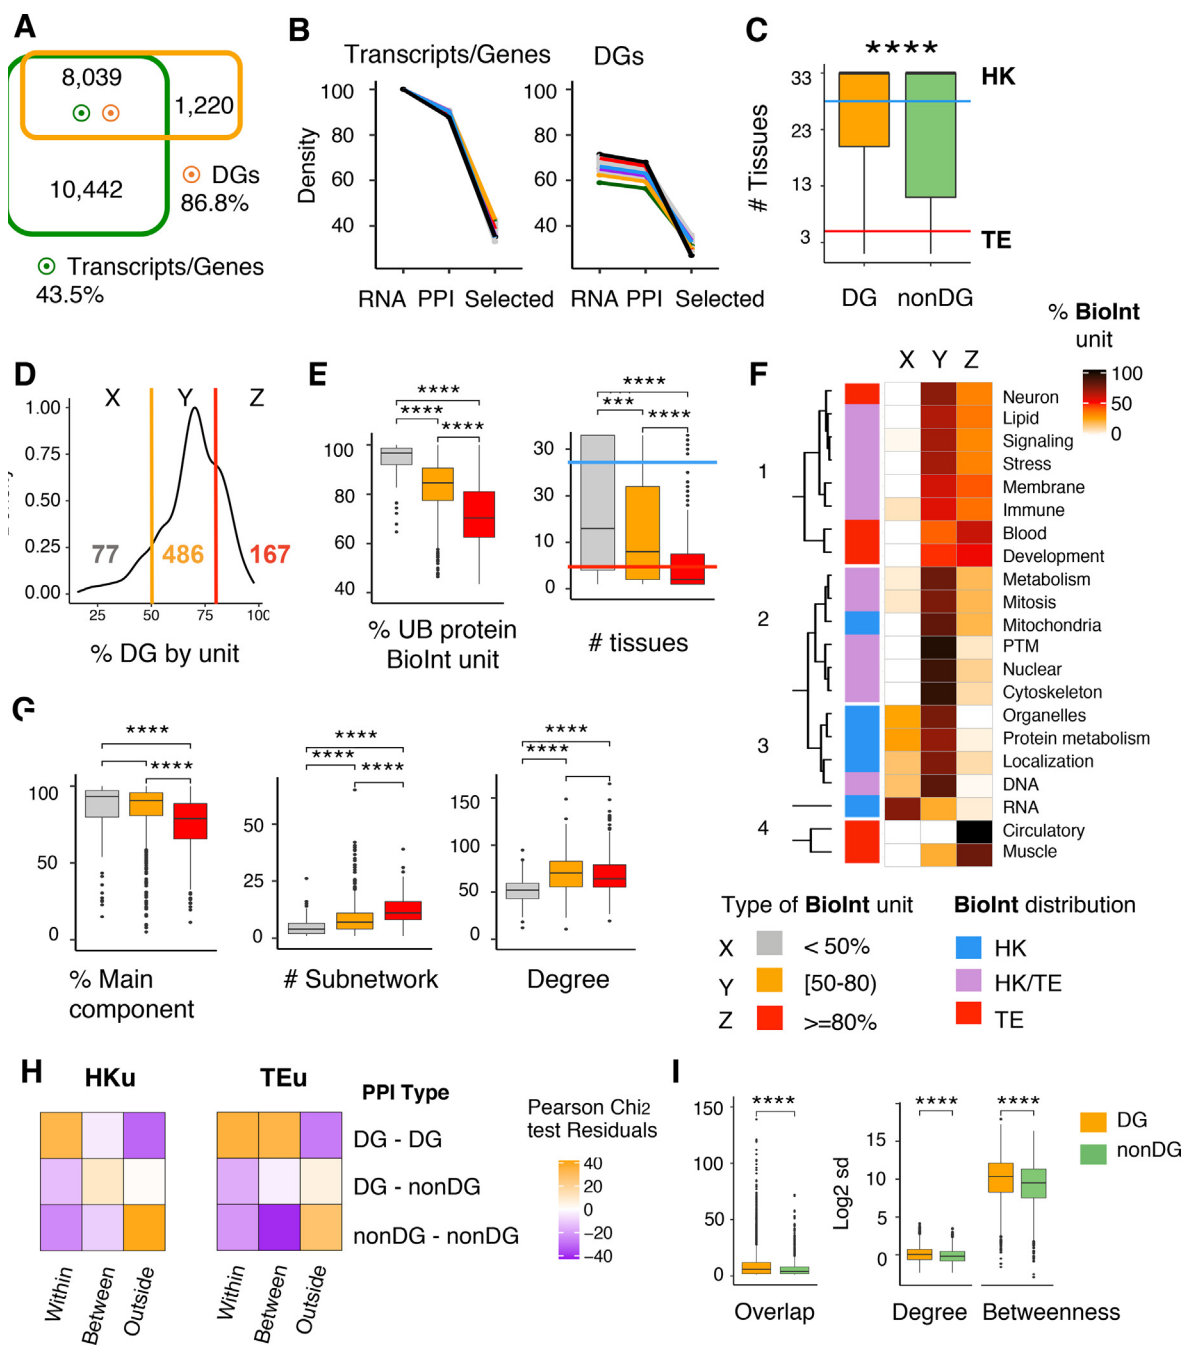 A
8,039
1,220
10,442
DGs
86.8%
Transcripts/Genes
43.5%
B
Transcripts/Genes
DGs
Density
100
80
60
40
RNA PPI Selected
100
80
60
40
RNA PPI Selected
C
****
# Tissues
33
23
13
3
HK
TE
DG nonDG
D
X Y Z
1.00
0.75
0.50
0.25
0.00
77 486 167
25 50 75 100
% DG by unit
E
****
****
****
100
80
60
40
% UB protein
BioInt unit
****
*** ****
30
30
10
0
# tissues
F
% BioInt
unit
100
50
0
X Y Z
1
2
3
4
Neuron
Lipid
Signaling
Stress
Membrane
Immune
Blood
Development
Metabolism
Mitosis
Mitochondria
PTM
Nuclear
Cytoskeleton
Organelles
Protein metabolism
Localization
DNA
RNA
Circulatory
Muscle
Type of BioInt unit
X < 50%
Y [50-80)
Z >=80%
BioInt distribution
HK
HK/TE
TE
G
****
****
100
50
0
% Main
component
****
****
****
50
25
0
# Subnetwork
****
****
150
100
50
0
Degree
H
HKu
TEu
PPI Type
DG - DG
DG - nonDG
nonDG - nonDG
Within
Between
Outside
Within
Between
Outside
Pearson Chi2
test Residuals
40
20
0
−20
−40
I
****
150
100
50
0
Overlap
**** ****
Log2 sd
15
10
5
0
Degree Betweenness
DG
nonDG